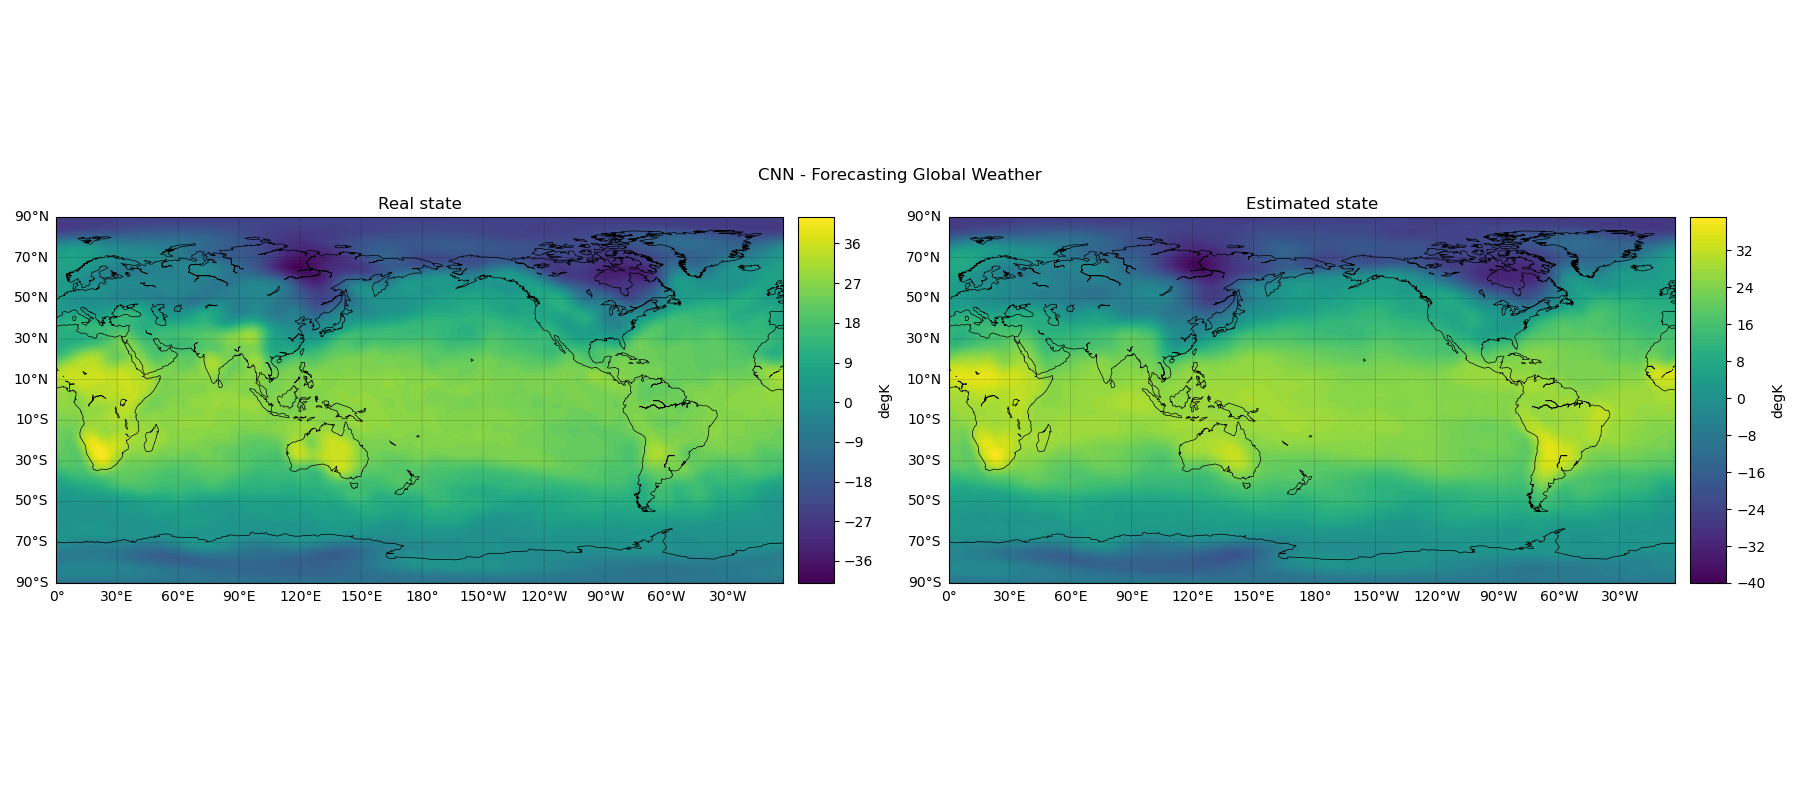 CNN - Forecasting Global Weather
Real state
90°N
70°N
50°N
30°N
10°N
10°S
30°S
50°S
70°S
90°S
0° 30°E 60°E 90°E 120°E 150°E 180° 150°W 120°W 90°W 60°W 30°W
36
27
18
9
0
−9
−18
−27
−36
degK
Estimated state
90°N
70°N
50°N
30°N
10°N
10°S
30°S
50°S
70°S
90°S
0° 30°E 60°E 90°E 120°E 150°E 180° 150°W 120°W 90°W 60°W 30°W
32
24
16
8
0
−8
−16
−24
−32
−40
degK